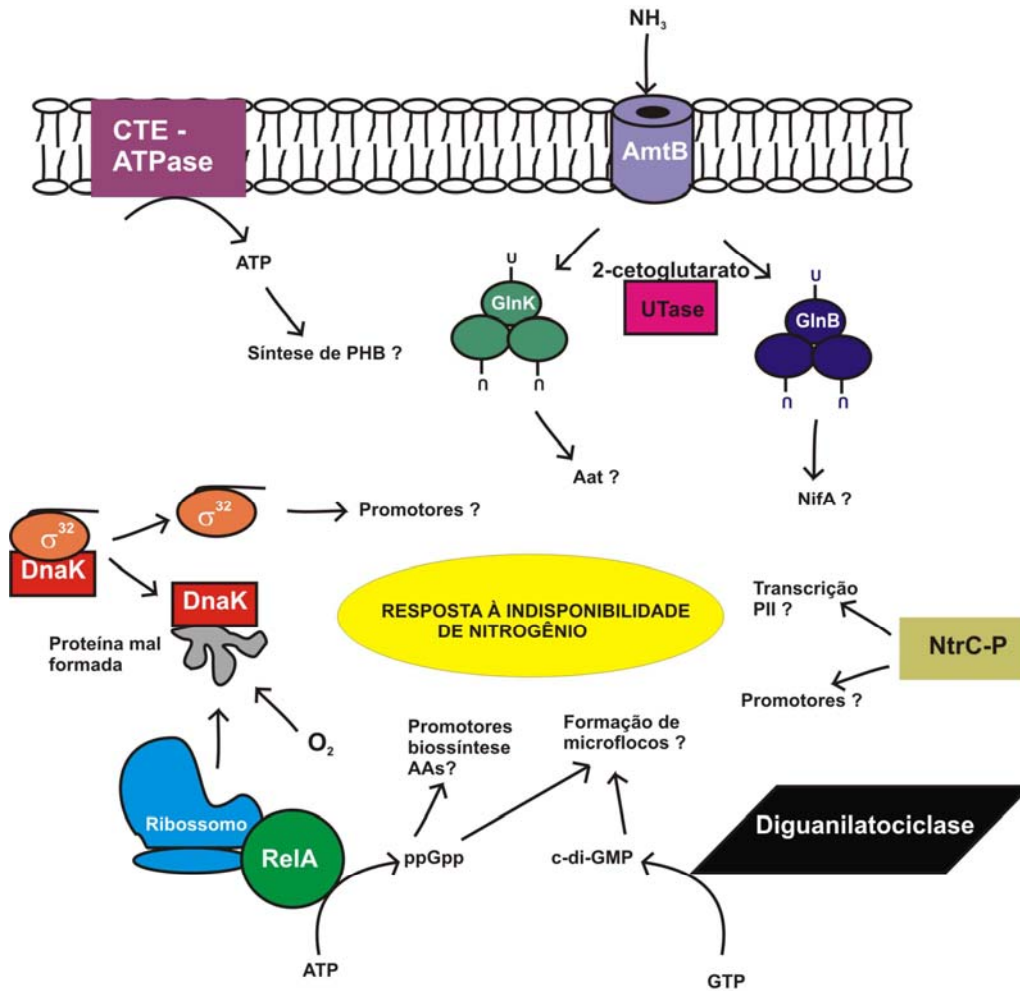 NH₃
CTE -
ATPase
AmtB
ATP
2-cetoglutarato
U
GlnK
U
U
UTase
U
GlnB
U
U
Síntese de PHB ?
Aat ?
NifA ?
σ³²
DnaK
σ³²
Promotores ?
DnaK
Proteína mal
formada
RESPOSTA À INDISPONIBILIDADE
DE NITROGÊNIO
Transcrição
PII ?
NtrC-P
Promotores ?
O₂
Promotores
biossíntese
AAs?
Formação de
microflocos ?
Ribossomo
RelA
ppGpp
c-di-GMP
Diguanilatociclase
ATP
GTP